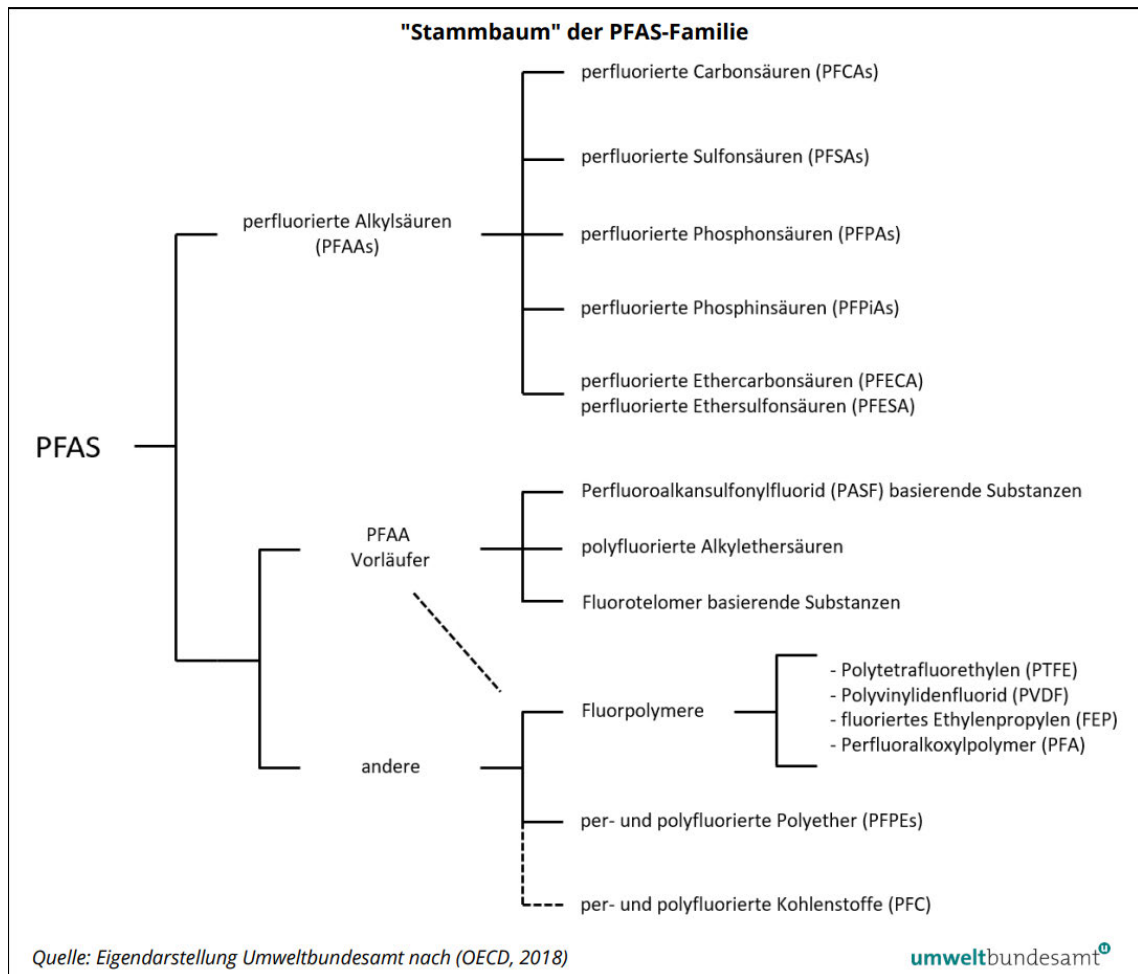 "Stammbaum" der PFAS-Familie
perfluorierte Carbonsäuren (PFCAs)
perfluorierte Sulfonsäuren (PFSAs)
perfluorierte Alkylsäuren
(PFAAs)
perfluorierte Phosphonsäuren (PFPAs)
perfluorierte Phosphinsäuren (PFPiAs)
perfluorierte Ethercarbonsäuren (PFECA)
perfluorierte Ethersulfonsäuren (PFESA)
PFAS
Perfluoroalkansulfonylfluorid (PASF) basierende Substanzen
PFAA
Vorläufer
polyfluorierte Alkylethersäuren
Fluorotelomer basierende Substanzen
Fluorpolymere
- Polytetrafluorethylen (PTFE)
- Polyvinylidenfluorid (PVDF)
- fluoriertes Ethylenpropylen (FEP)
- Perfluoralkoxylpolymer (PFA)
andere
per- und polyfluorierte Polyether (PFPEs)
per- und polyfluorierte Kohlenstoffe (PFC)
Quelle: Eigendarstellung Umweltbundesamt nach (OECD, 2018)
umweltbundesamt u